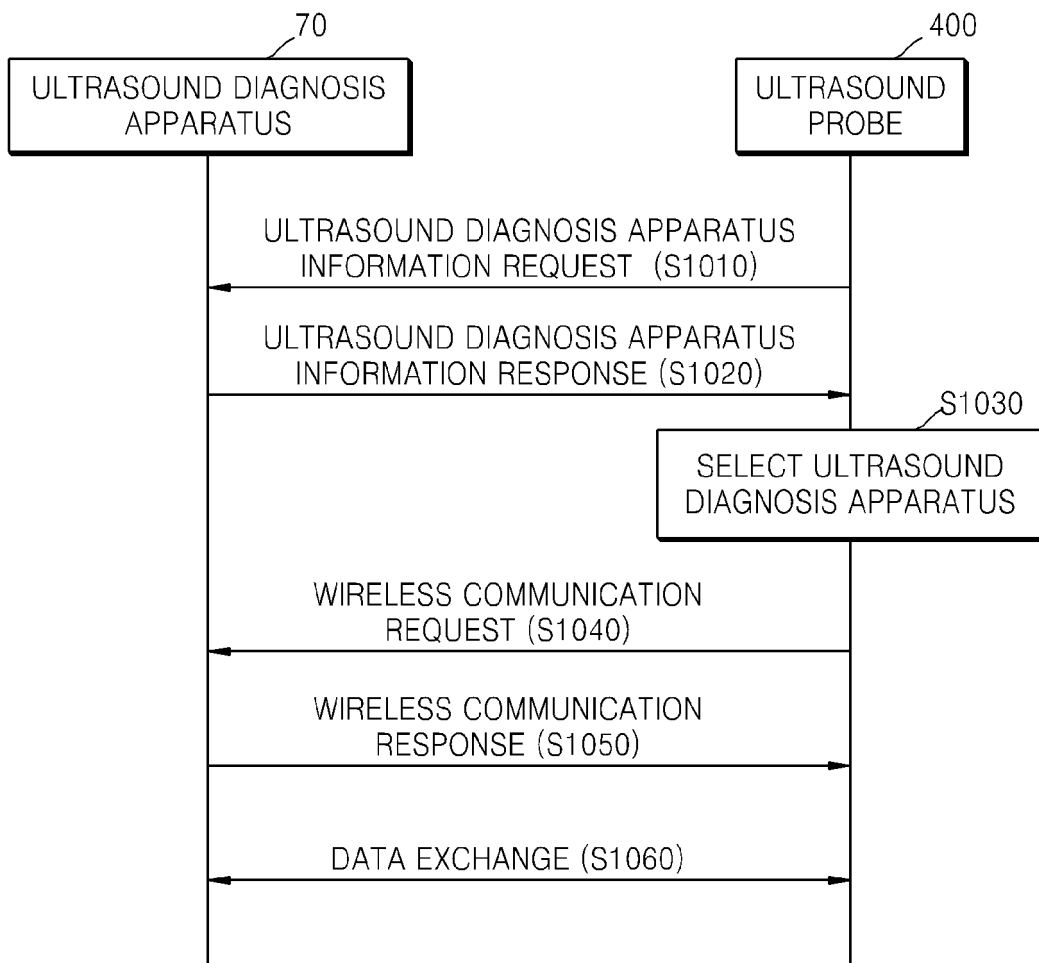 70
400
ULTRASOUND DIAGNOSIS
APPARATUS
ULTRASOUND
PROBE
ULTRASOUND DIAGNOSIS APPARATUS
INFORMATION REQUEST (S1010)
ULTRASOUND DIAGNOSIS APPARATUS
INFORMATION RESPONSE (S1020)
S1030
SELECT ULTRASOUND
DIAGNOSIS APPARATUS
WIRELESS COMMUNICATION
REQUEST (S1040)
WIRELESS COMMUNICATION
RESPONSE (S1050)
DATA EXCHANGE (S1060)